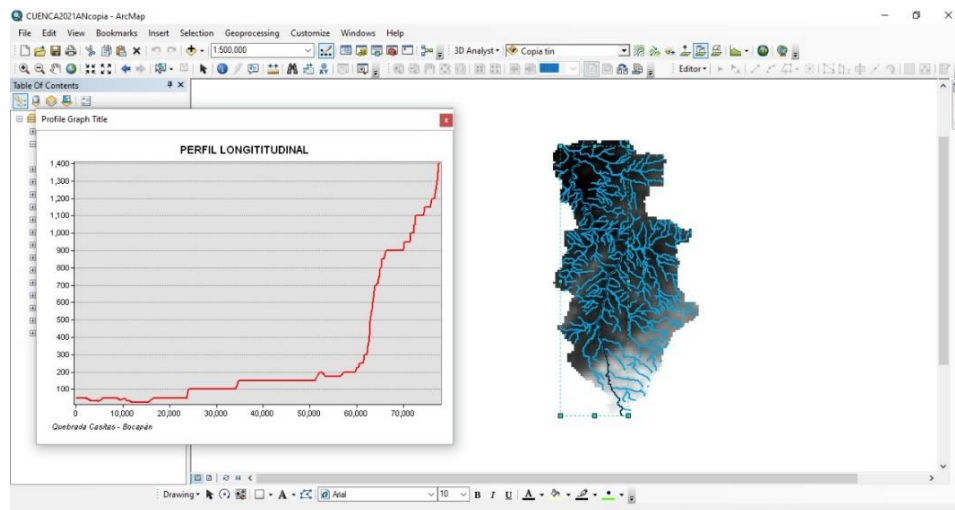 CUENCA2021ANcopia - ArcMap
File Edit View Bookmarks Insert Selection Geoprocessing Customize Windows Help
1:500,000 3D Analyst Copia tin
Editor
Table Of Contents
Profile Graph Title
PERFIL LONGITITUDINAL
1,400
1,300
1,200
1,100
1,000
900
800
700
600
500
400
300
200
100
0 10,000 20,000 30,000 40,000 50,000 60,000 70,000
Quebrada Casitas - Bocapán
Drawing A Arial 10 B I U A